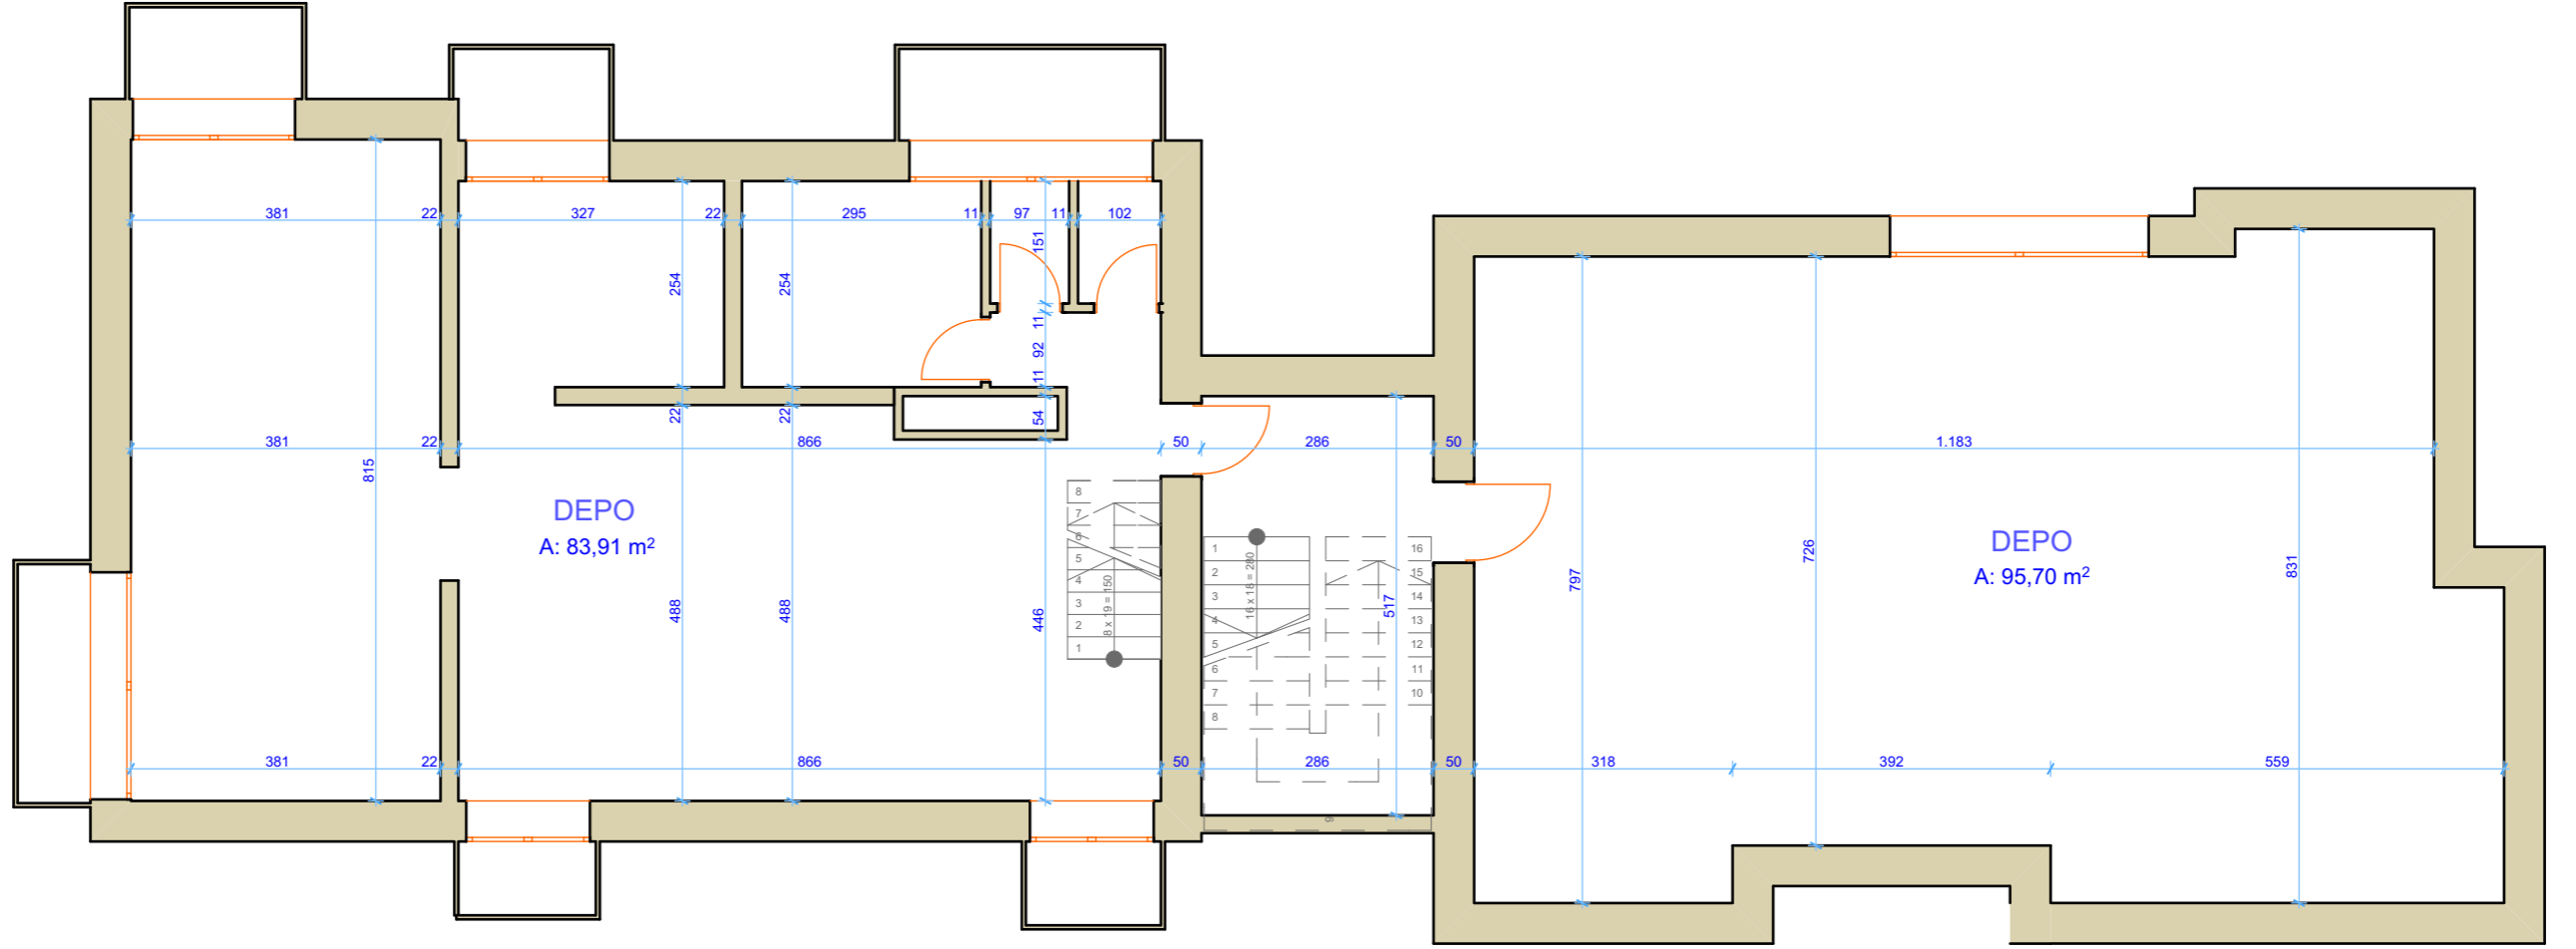 381 22 327 22 295 11 97 11 102
151
254 254
11
92
11
22 22 54
381 22 866 50 286 50 1.183
815
DEPO
A: 83,91 m²
DEPO
A: 95,70 m²
8
7
6
5
4
3
2
1
8 x 19 = 150
488 488 446
1
2
3
4
5
6
7
8
16 x 18 = 280
16
15
14
13
12
11
10
9
517
797 726 831
381 22 866 50 286 50 318 392 559